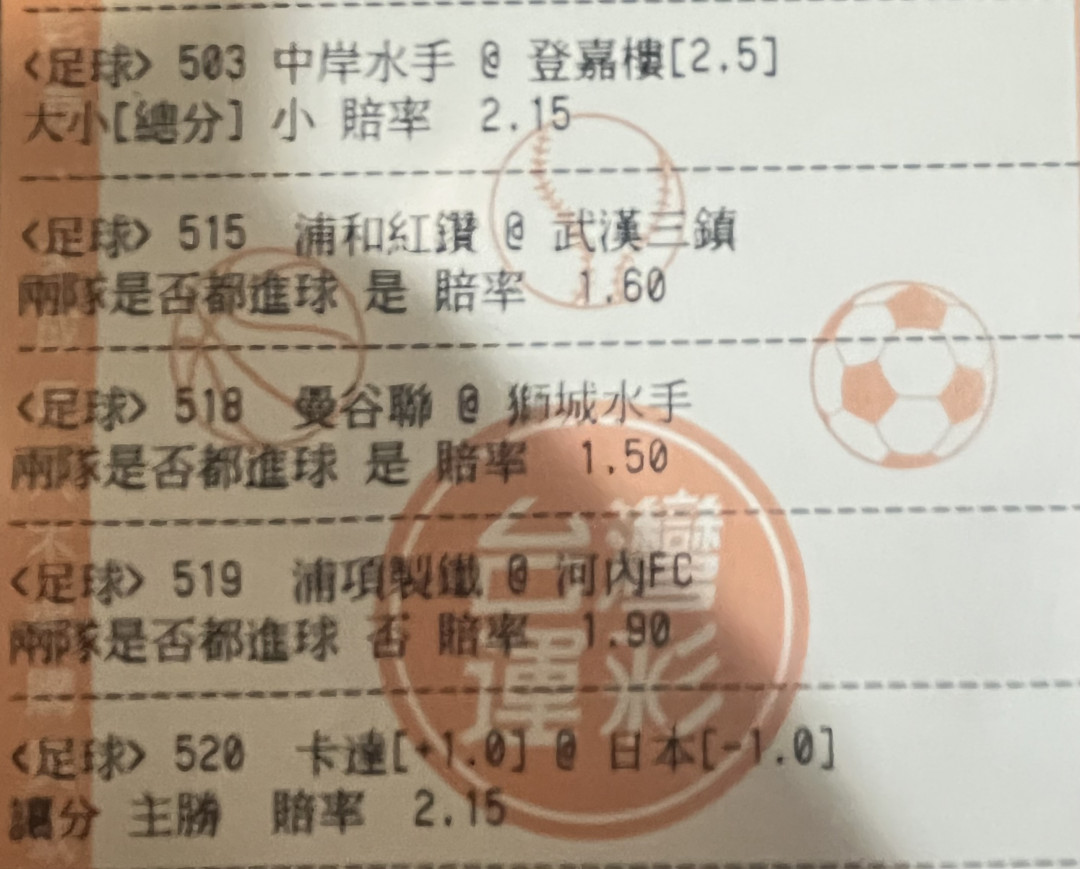 <足球> 503 中岸水手 @ 登嘉樓[2.5]
大小[總分] 小 賠率 2.15
<足球> 515 浦和紅鑽 @ 武漢三鎮
兩隊是否都進球 是 賠率 1.60
<足球> 518 曼谷聯 @ 獅城水手
兩隊是否都進球 是 賠率 1.50
<足球> 519 浦項製鐵 @ 河內FC
兩隊是否都進球 否 賠率 1.90
<足球> 520 卡達[+1.0] @ 日本[-1.0]
讓分 主勝 賠率 2.15
台灣
運彩